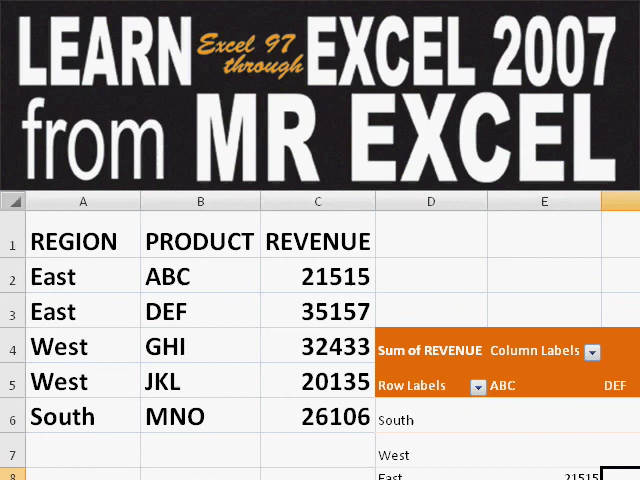 LEARN Excel 97 through EXCEL 2007
from MR EXCEL
A B C D E
1 REGION PRODUCT REVENUE
2 East ABC 21515
3 East DEF 35157
4 West GHI 32433 Sum of REVENUE Column Labels
5 West JKL 20135 Row Labels ABC DEF
6 South MNO 26106 South
7 West
8 East 21515